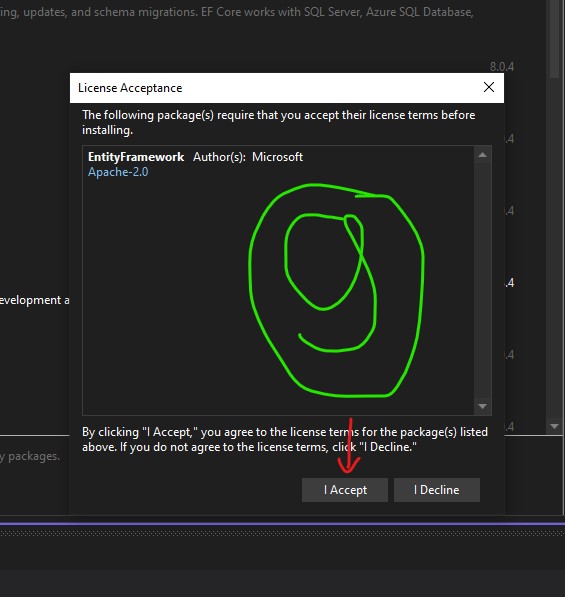 ing, updates, and schema migrations. EF Core works with SQL Server, Azure SQL Database,
8.0.4
License Acceptance
The following package(s) require that you accept their license terms before
installing.
.4
EntityFramework Author(s): Microsoft
Apache-2.0
9
.4
.4
evelopment a
.4
0.4
By clicking "I Accept," you agree to the license terms for the package(s) listed
above. If you do not agree to the license terms, click "I Decline."
y packages.
I Accept
I Decline